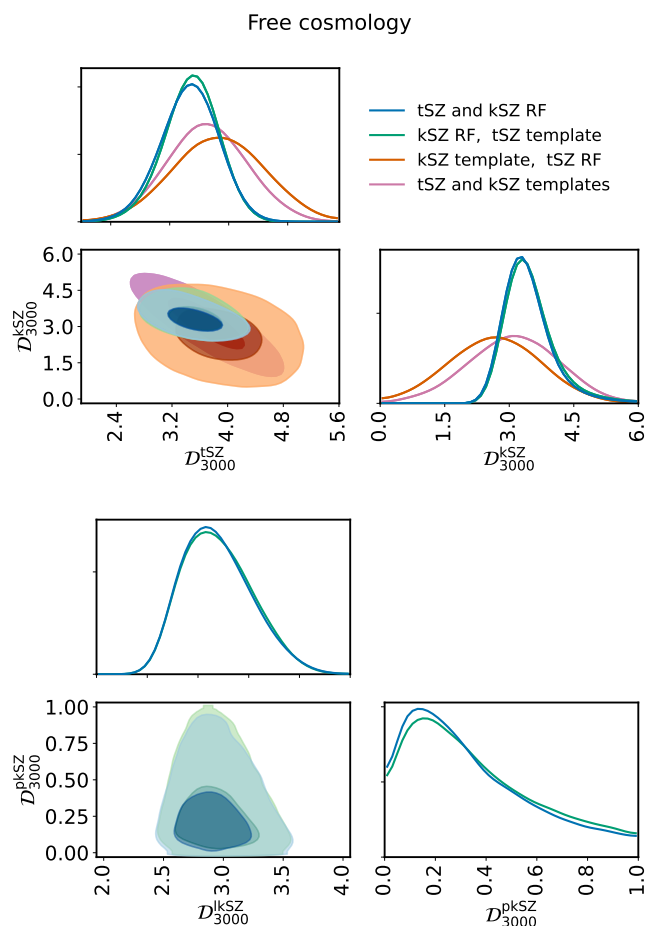 Free cosmology
tSZ and kSZ RF
kSZ RF, tSZ template
kSZ template, tSZ RF
tSZ and kSZ templates
6.0
4.5
3.0
1.5
0.0
𝒟^kSZ_3000
2.4 3.2 4.0 4.8 5.6
𝒟^tSZ_3000
0.0 1.5 3.0 4.5 6.0
𝒟^kSZ_3000
1.00
0.75
0.50
0.25
0.00
𝒟^pkSZ_3000
2.0 2.5 3.0 3.5 4.0
𝒟^lkSZ_3000
0.0 0.2 0.4 0.6 0.8 1.0
𝒟^pkSZ_3000